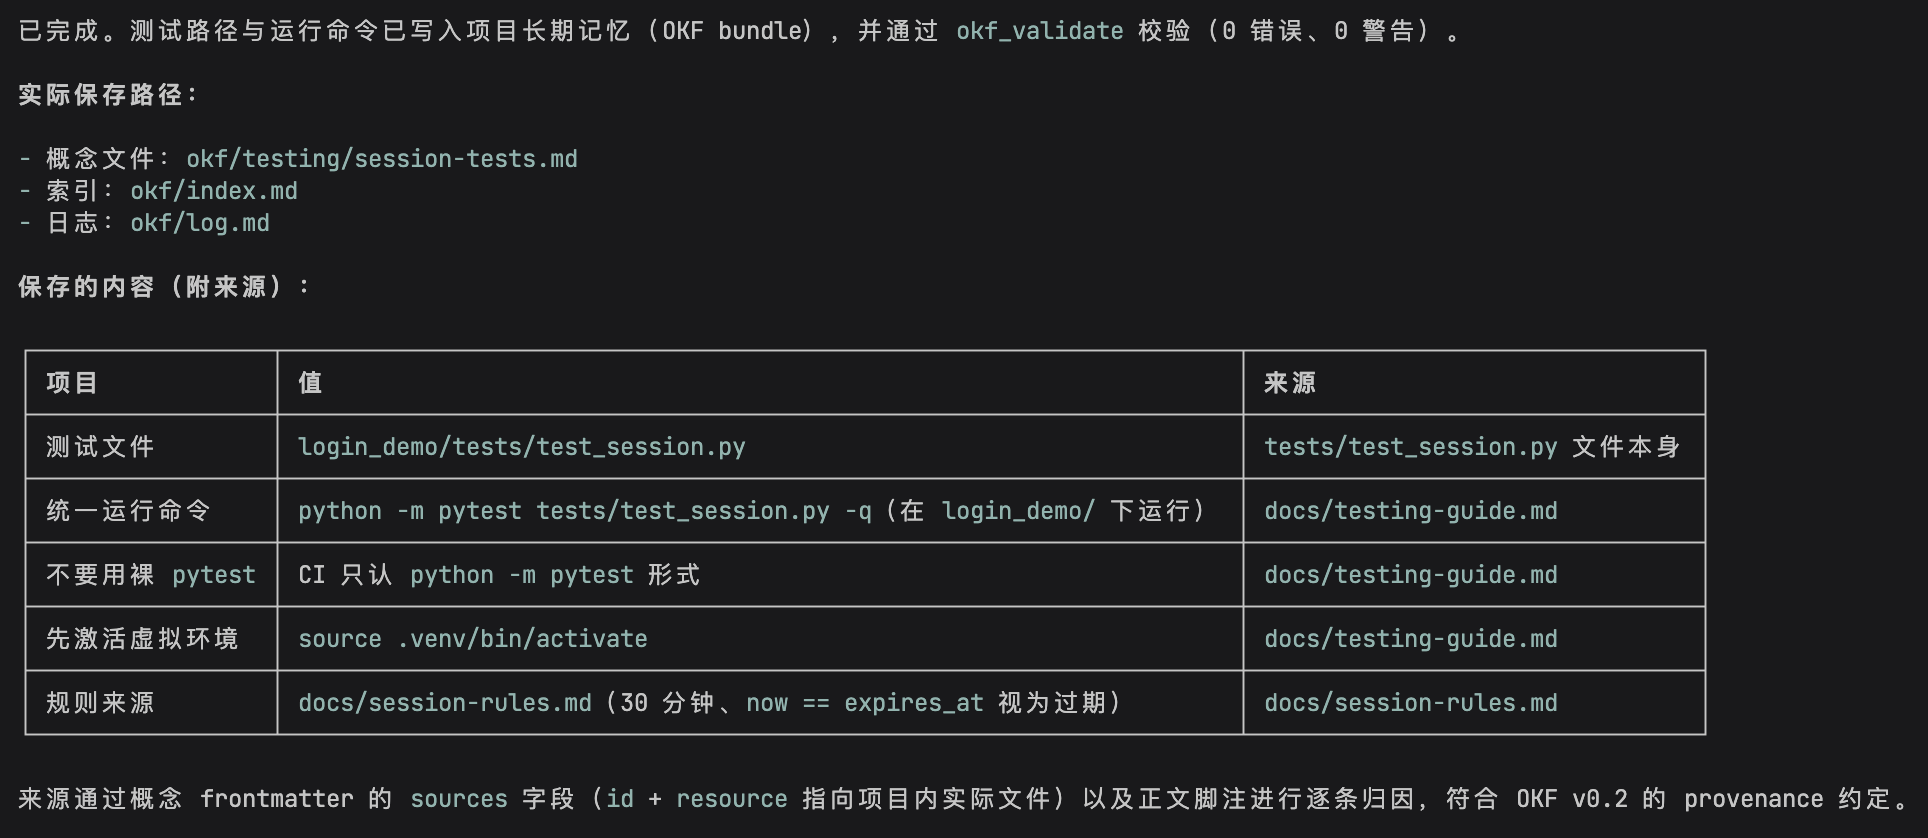 已完成。测试路径与运行命令已写入项目长期记忆（OKF bundle），并通过 okf_validate 校验（0 错误、0 警告）。
实际保存路径：
- 概念文件：okf/testing/session-tests.md
- 索引：okf/index.md
- 日志：okf/log.md
保存的内容（附来源）：
项目 值 来源
测试文件 login_demo/tests/test_session.py tests/test_session.py 文件本身
统一运行命令 python -m pytest tests/test_session.py -q（在 login_demo/ 下运行） docs/testing-guide.md
不要用裸 pytest CI 只认 python -m pytest 形式 docs/testing-guide.md
先激活虚拟环境 source .venv/bin/activate docs/testing-guide.md
规则来源 docs/session-rules.md（30 分钟、now == expires_at 视为过期） docs/session-rules.md
来源通过概念 frontmatter 的 sources 字段（id + resource 指向项目内实际文件）以及正文脚注进行逐条归因，符合 OKF v0.2 的 provenance 约定。